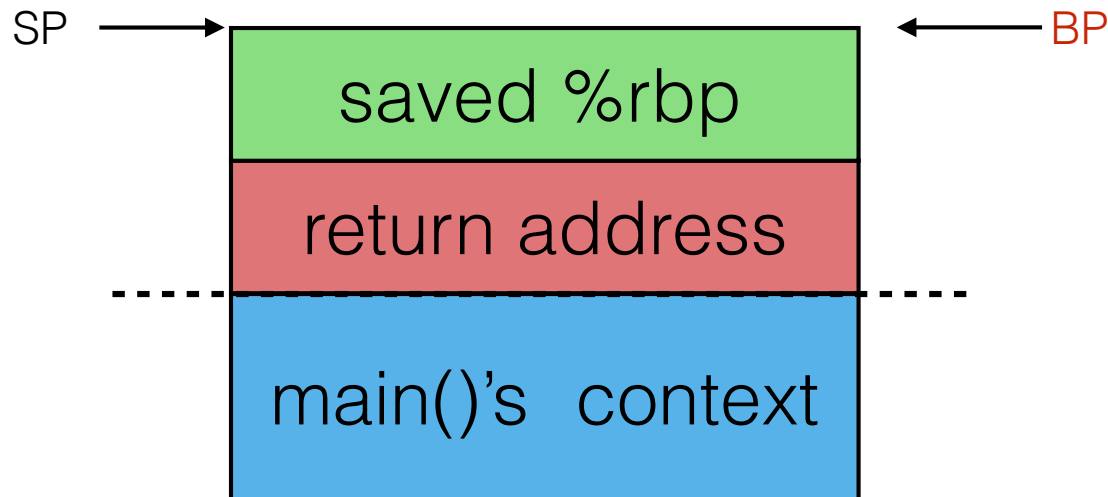 SP
BP
saved %rbp
return address
main()’s context